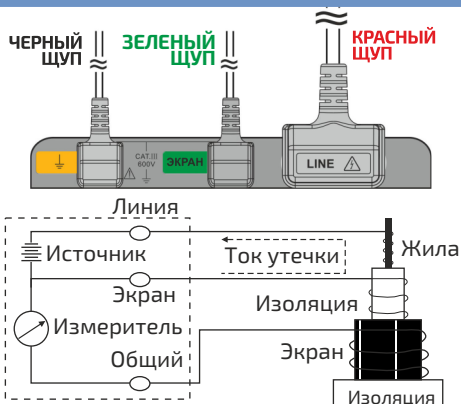 ЧЕРНЫЙ ЩУП
ЗЕЛЕНЫЙ ЩУП
КРАСНЫЙ ЩУП
CAT.III
600V
ЭКРАН
LINE
Линия
Источник
Ток утечки
Жила
Экран
Изоляция
Измеритель
Экран
Общий
Изоляция